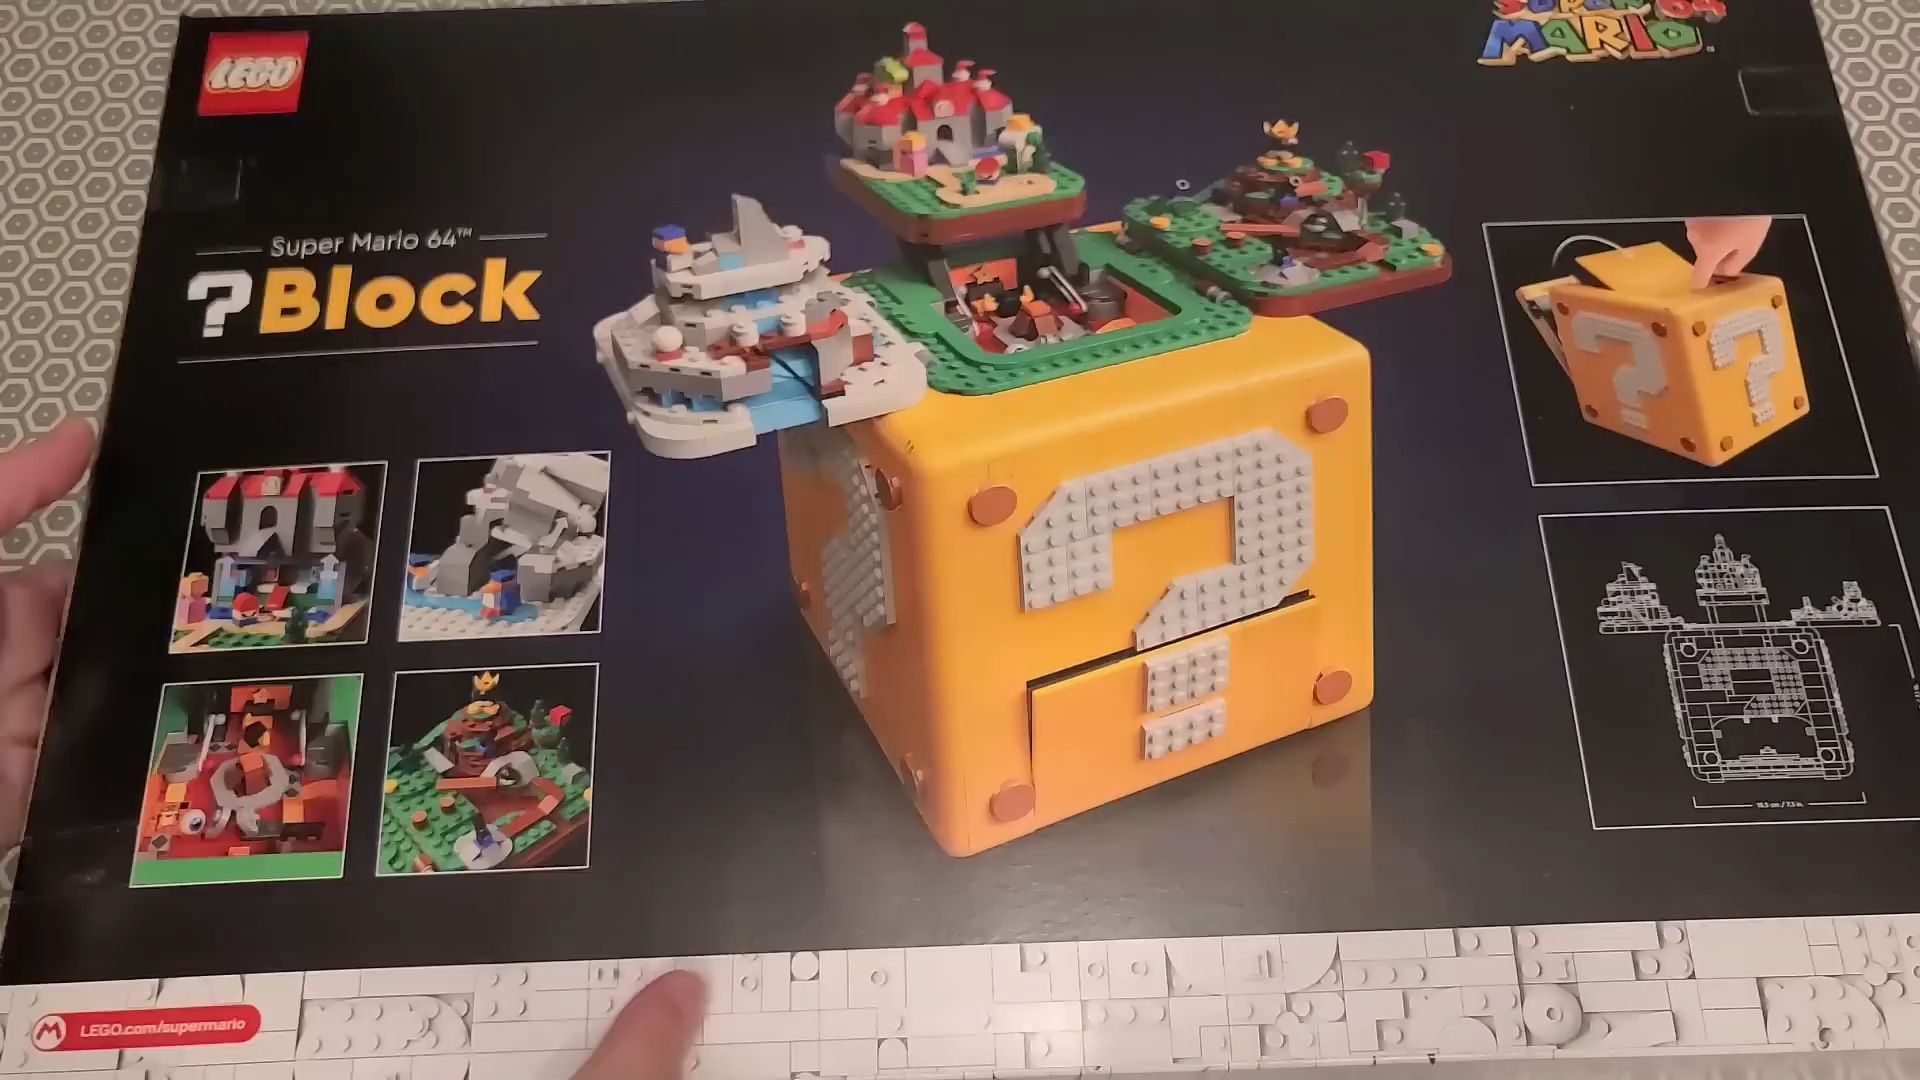 LEGO
SUPER 64
MARIO
Super Mario 64™
? Block
M LEGO.com/supermario